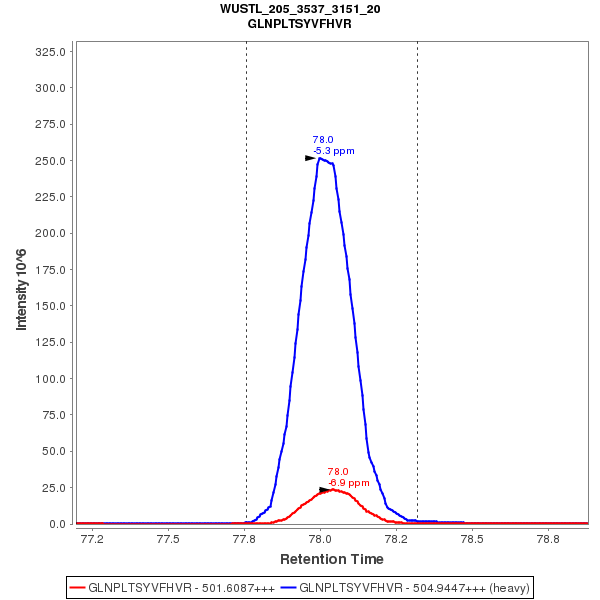 WUSTL_205_3537_3151_20
GLNPLTSYVFHVR
325.0
300.0
275.0
250.0
225.0
200.0
175.0
150.0
125.0
100.0
75.0
50.0
25.0
0.0
Intensity 10^6
78.0
-5.3 ppm
78.0
-6.9 ppm
77.2
77.5
77.8
78.0
78.2
78.5
78.8
Retention Time
GLNPLTSYVFHVR - 501.6087+++
GLNPLTSYVFHVR - 504.9447+++ (heavy)